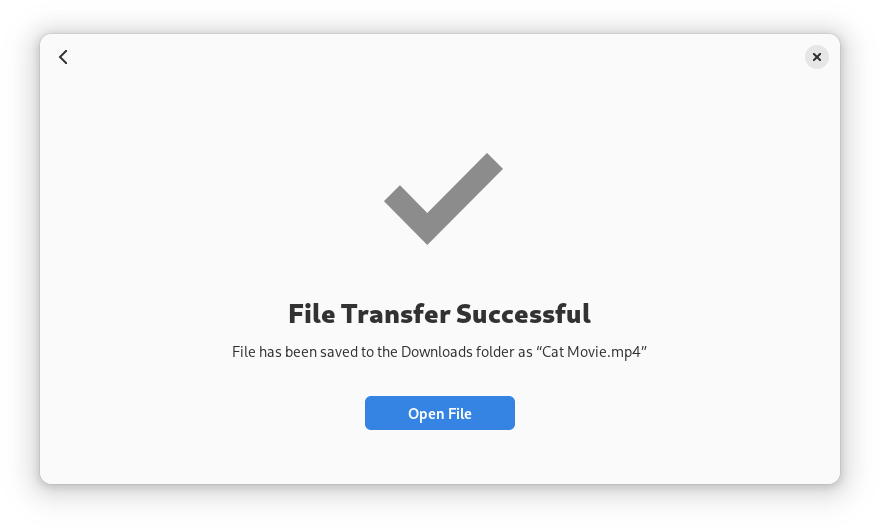 File Transfer Successful
File has been saved to the Downloads folder as “Cat Movie.mp4”
Open File